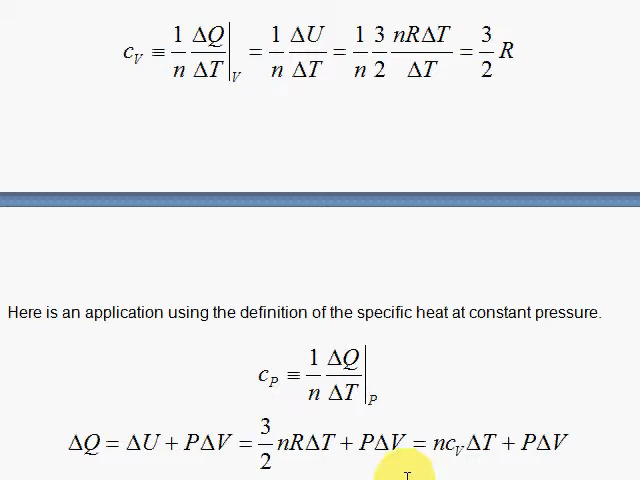 c_V ≡ 1/n ΔQ/ΔT|_V = 1/n ΔU/ΔT = 1/n 3/2 nRΔT/ΔT = 3/2 R
Here is an application using the definition of the specific heat at constant pressure.
c_P ≡ 1/n ΔQ/ΔT|_P
ΔQ = ΔU + PΔV = 3/2 nRΔT + PΔV = nc_VΔT + PΔV